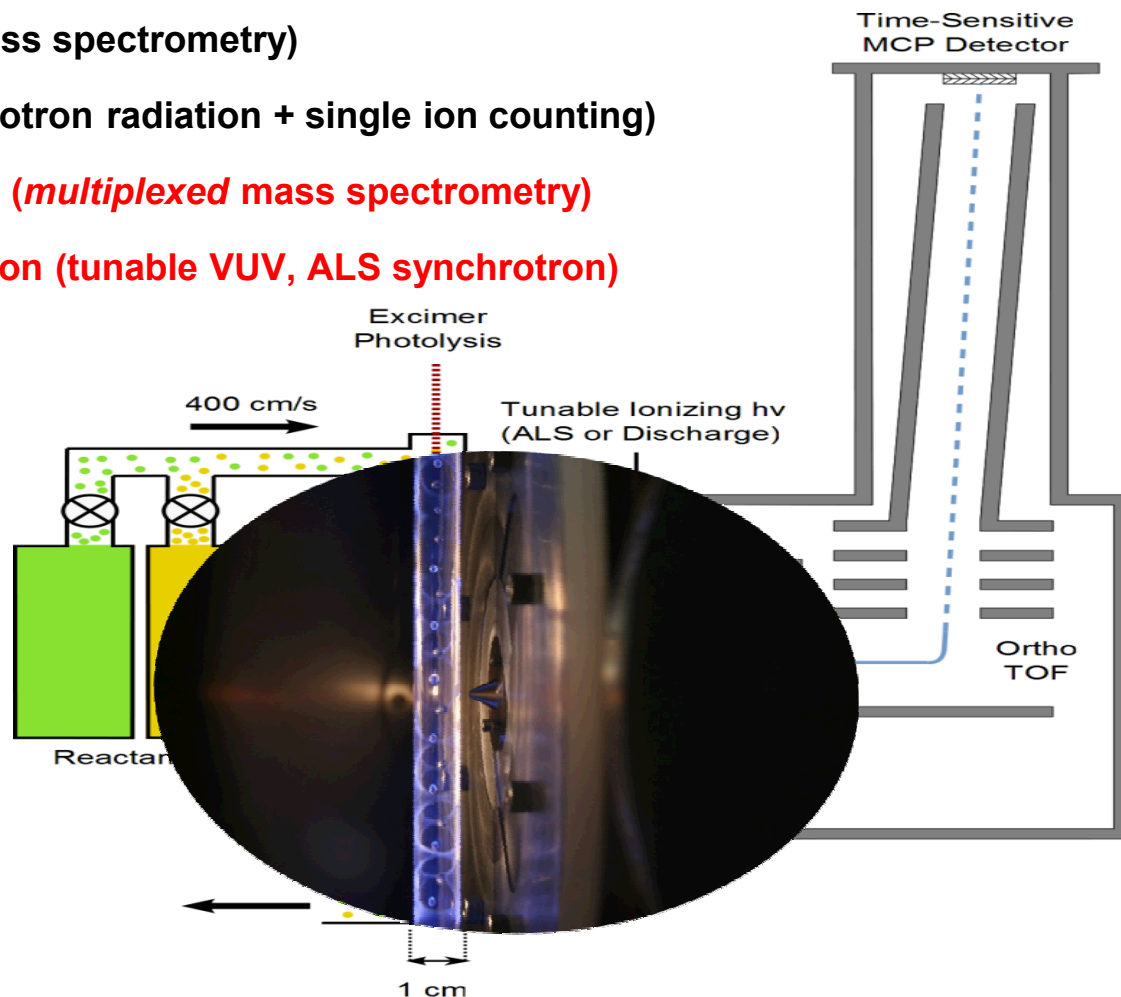 ss spectrometry)
otron radiation + single ion counting)
(multiplexed mass spectrometry)
on (tunable VUV, ALS synchrotron)
Time-Sensitive
MCP Detector
Excimer
Photolysis
400 cm/s
Tunable Ionizing hv
(ALS or Discharge)
Ortho
TOF
Reactan
1 cm